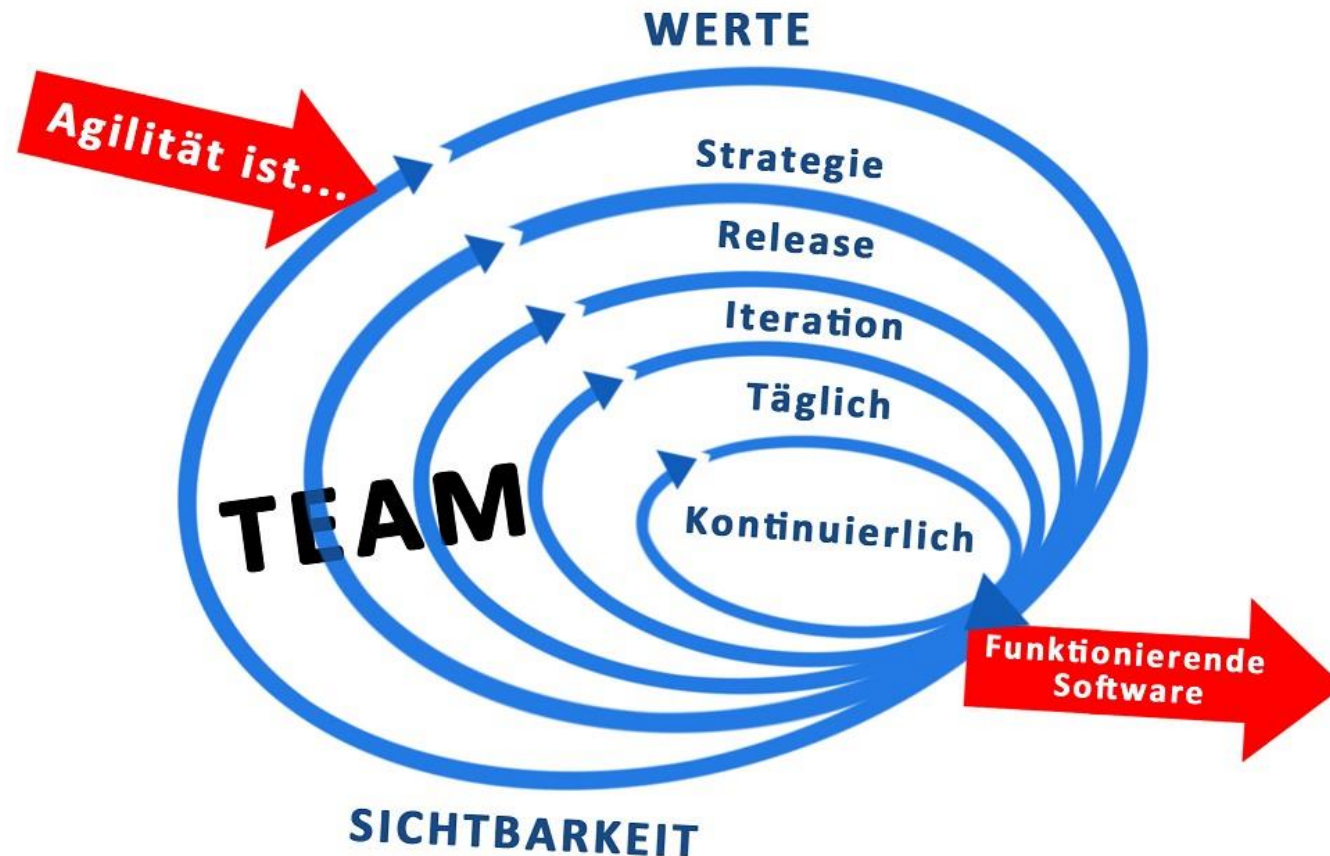 WERTE
Agilität ist...
Strategie
Release
Iteration
Täglich
TEAM
Kontinuierlich
Funktionierende
Software
SICHTBARKEIT